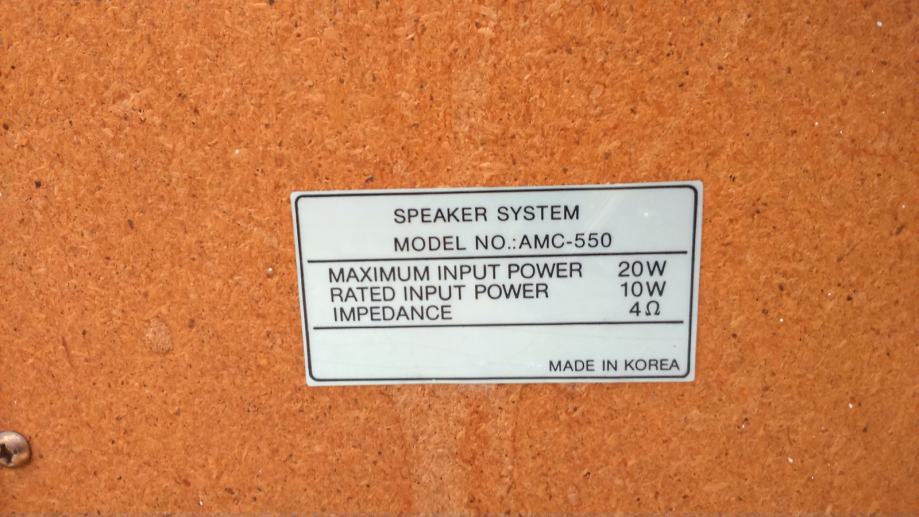 SPEAKER SYSTEM
MODEL NO.:AMC-550
MAXIMUM INPUT POWER 20W
RATED INPUT POWER 10W
IMPEDANCE 4Ω
MADE IN KOREA